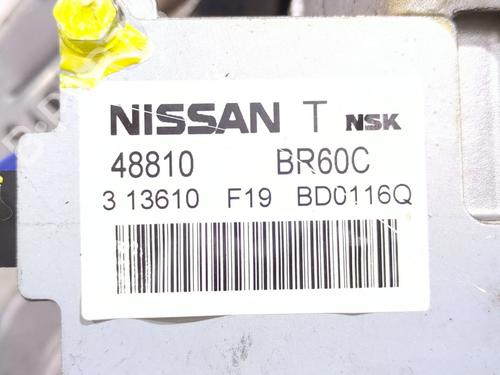 NISSAN T NSK
48810 BR60C
3 13610 F19 BD0116Q